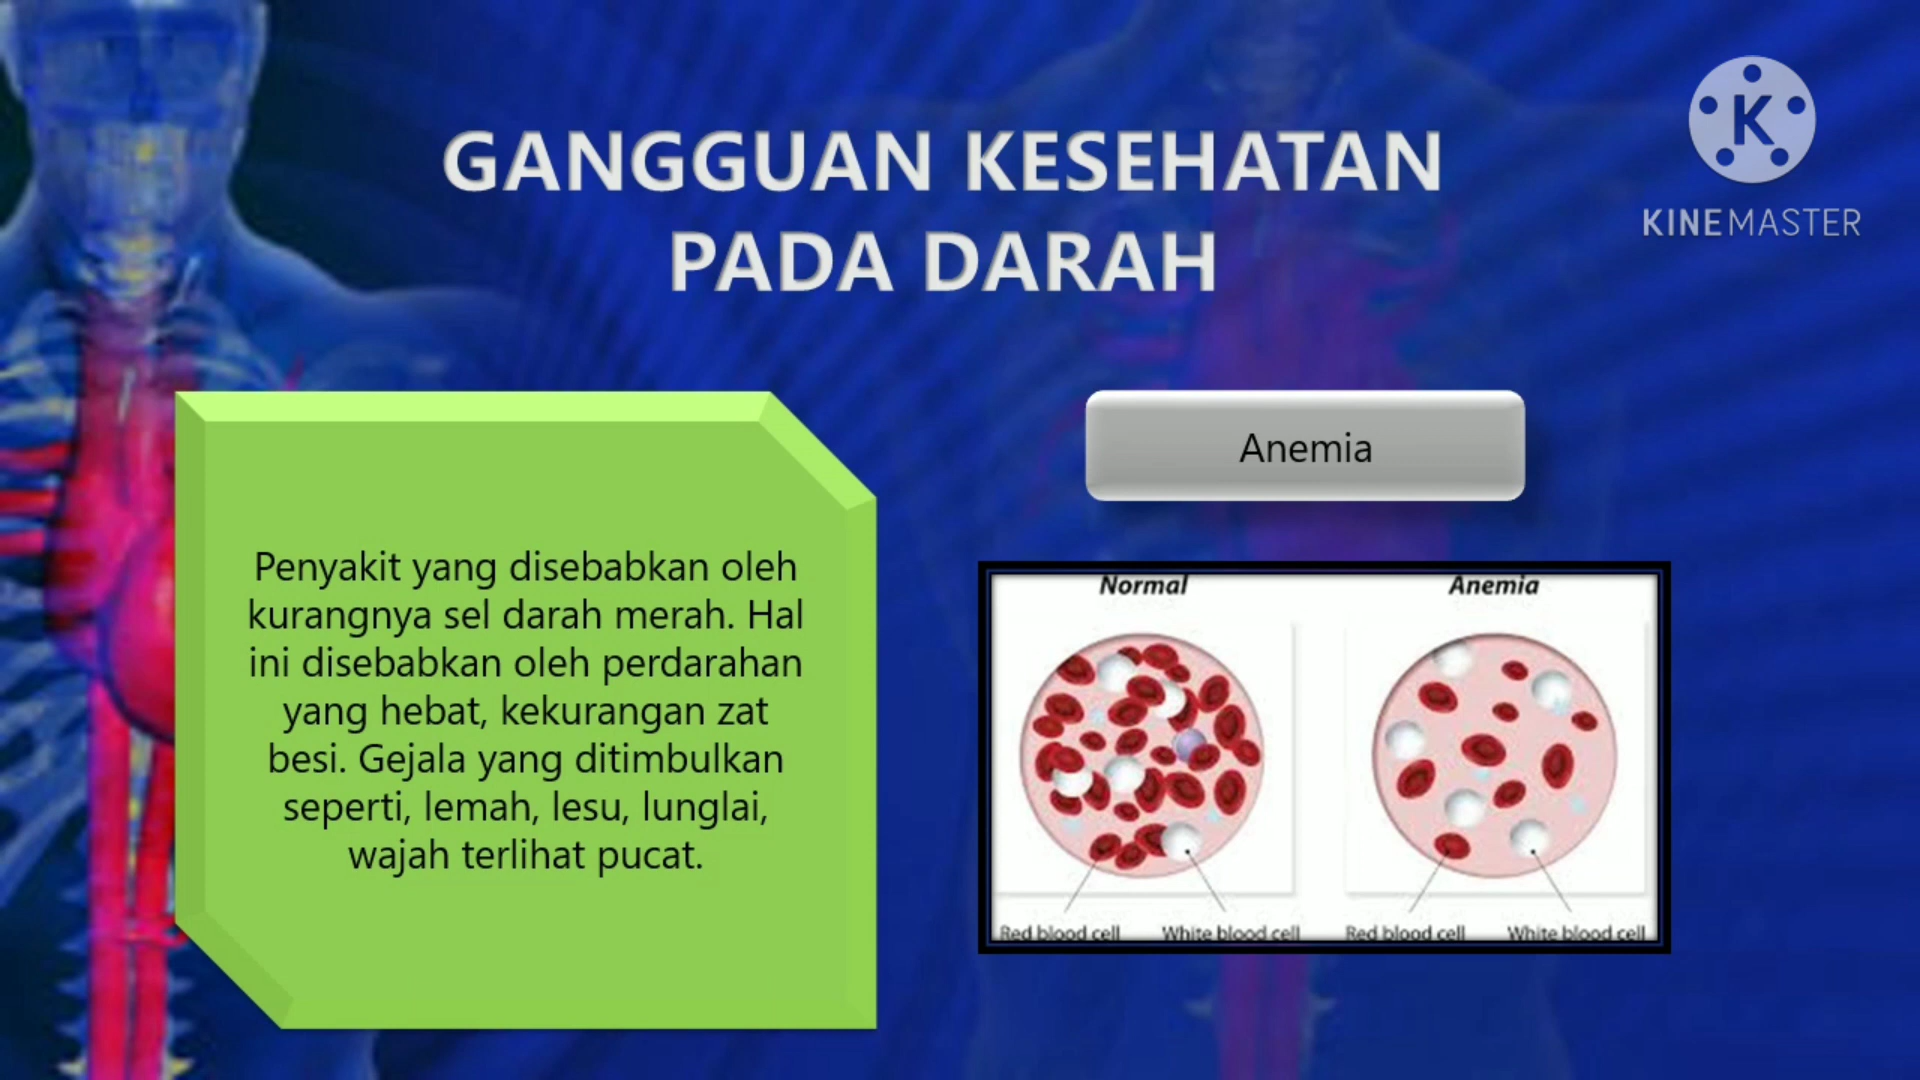 GANGGUAN KESEHATAN
PADA DARAH
K
KINEMASTER
Penyakit yang disebabkan oleh
kurangnya sel darah merah. Hal
ini disebabkan oleh perdarahan
yang hebat, kekurangan zat
besi. Gejala yang ditimbulkan
seperti, lemah, lesu, lunglai,
wajah terlihat pucat.
Anemia
Normal
Anemia
Red blood cell
White blood cell
Red blood cell
White blood cell